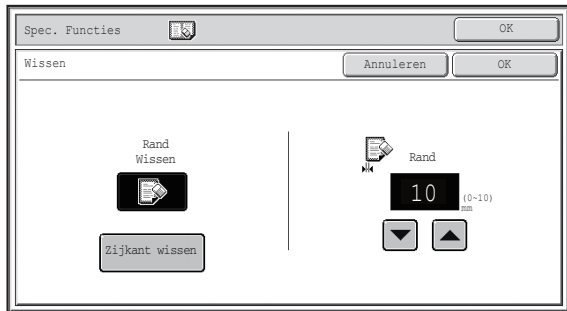 Spec. Functies
OK
Wissen
Annuleren
OK
Rand
Wissen
Zijkant wissen
Rand
10
(0~10)
mm